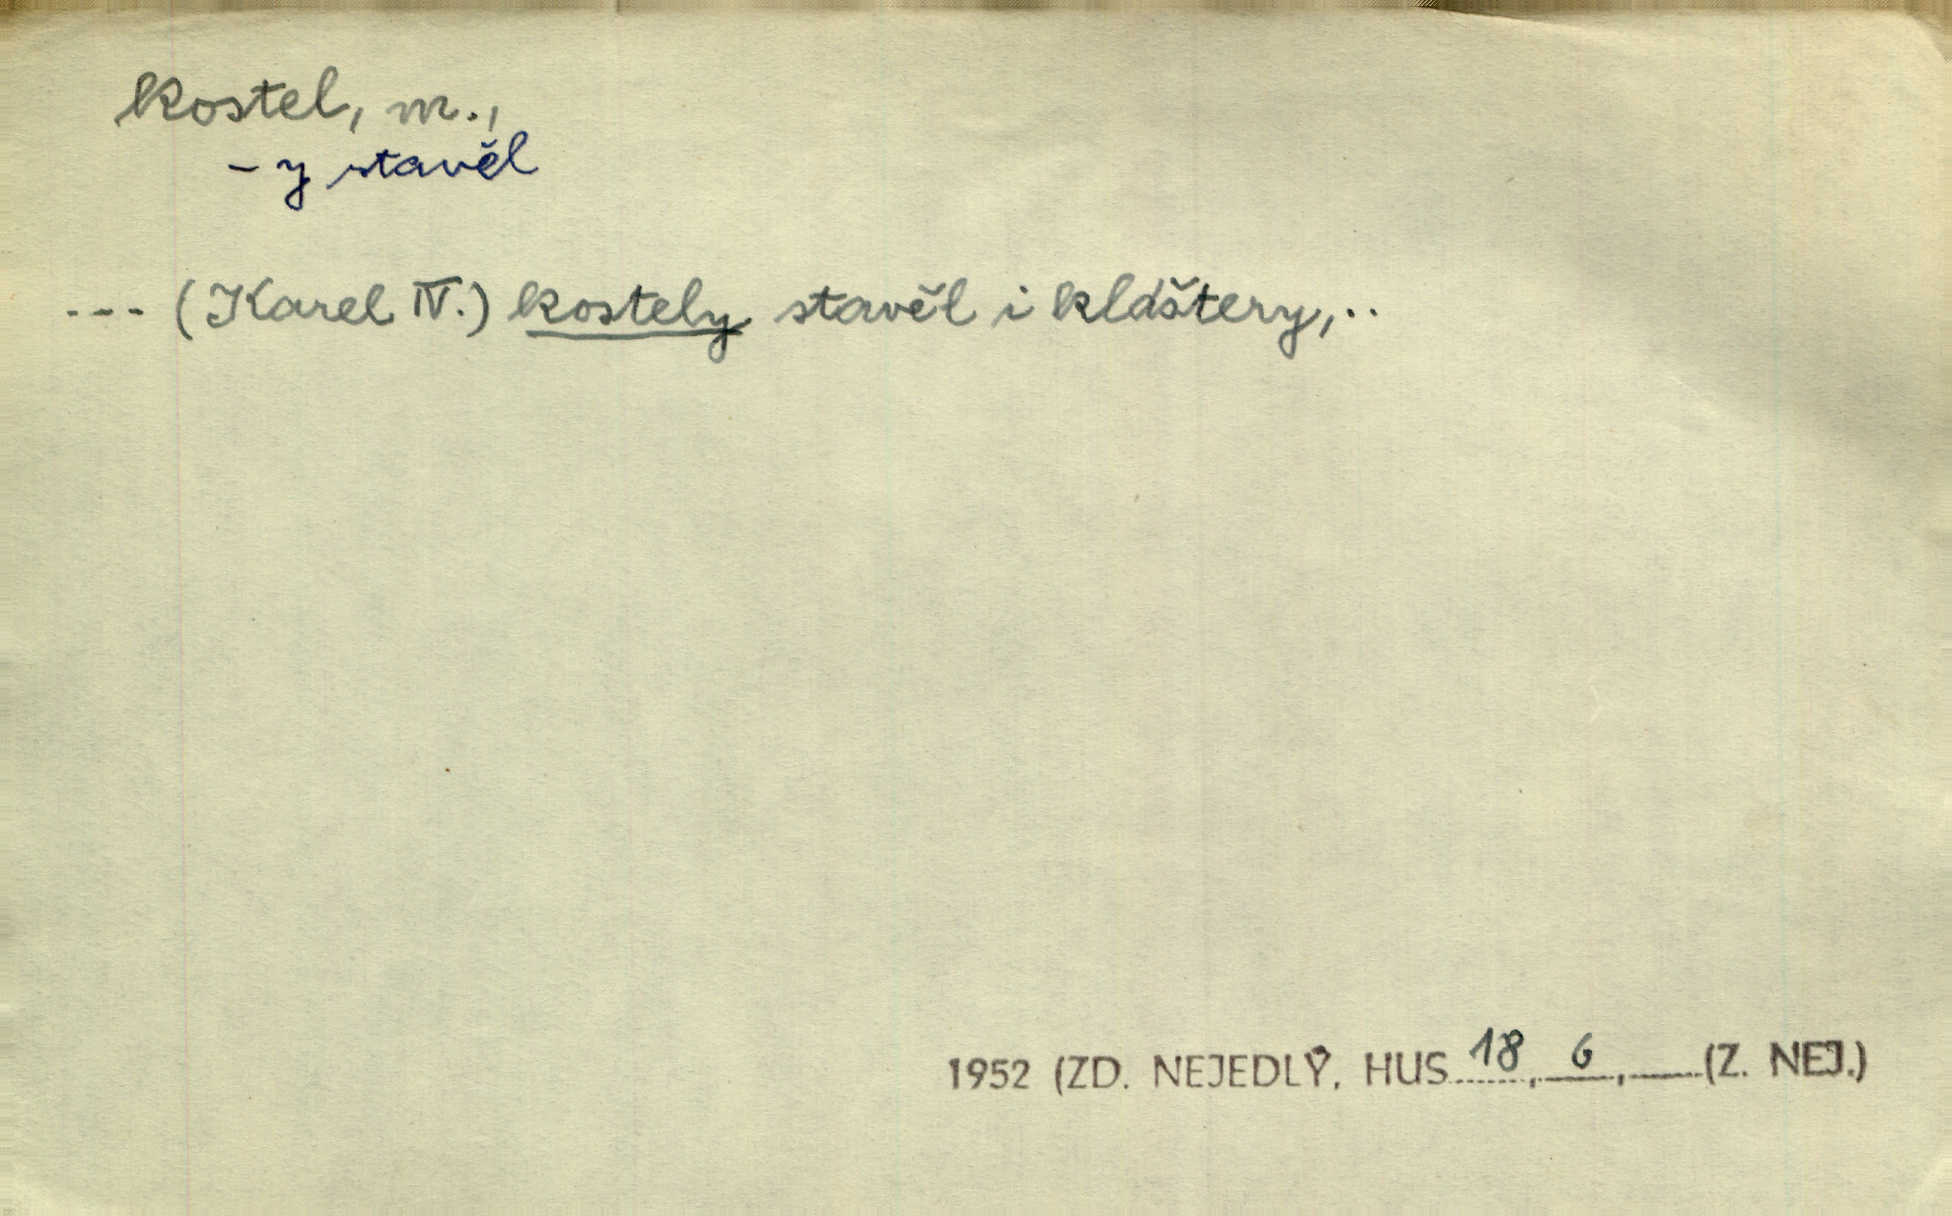 kostel, m.,
- y stavěl
--- (Karel IV.) kostely stavěl i kláštery,..
1952 (ZD. NEJEDLÝ, HUS 18, 6, (Z. NEJ.)